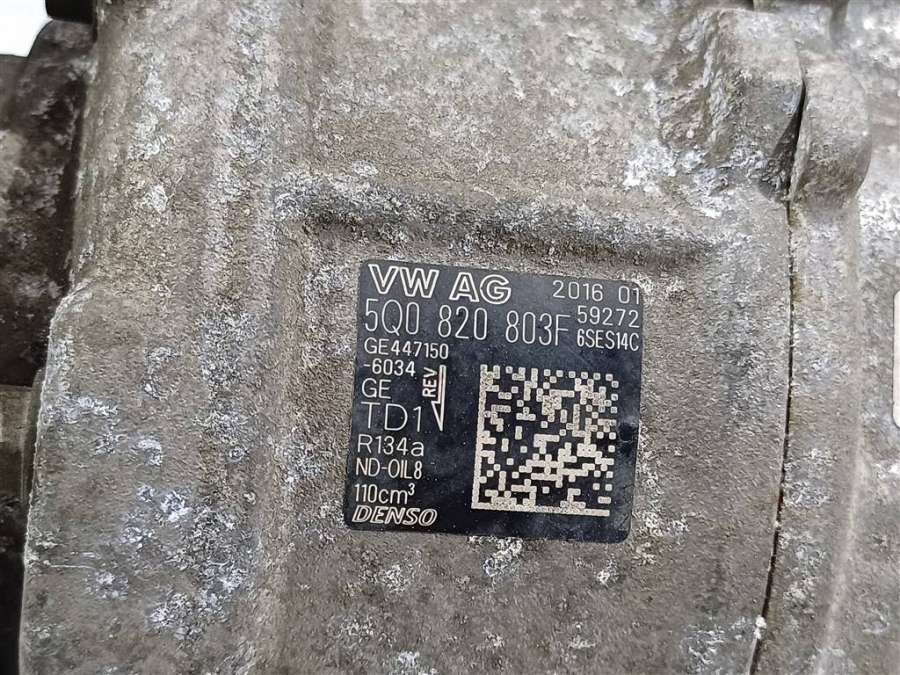 VW AG 2016 01
5Q0 820 803F 59272
6SES14C
GE447150
-6034
GE
REV
TD1
R134a
ND-OIL8
110cm³
DENSO